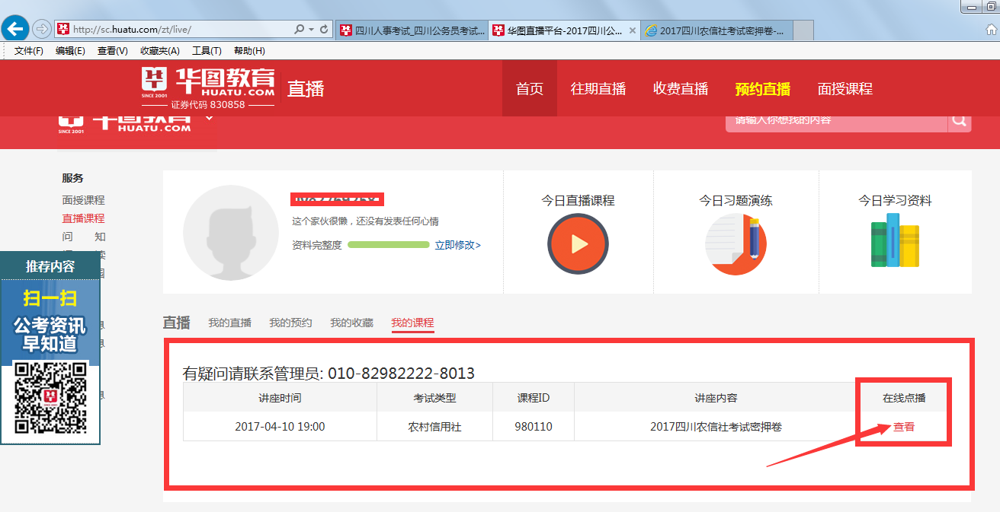 http://sc.huatu.com/zt/live/
四川人事考试_四川公务员考试...
华图直播平台-2017四川公...
2017四川农信社考试密押卷-...
文件(F) 编辑(E) 查看(V) 收藏夹(A) 工具(T) 帮助(H)
华图教育
HUATU.COM
SINCE 2001
证券代码 830858
直播
首页 往期直播 收费直播 预约直播 面授课程
华图教育
HUATU.COM
SINCE 2001
请输入你想找的内容
服务
面授课程
直播课程
问 知
读
推荐内容
扫一扫
公考资讯
早知道
息
息
息
这个家伙很懒，还没有发表任何心情
资料完整度 立即修改>
今日直播课程
今日习题演练
今日学习资料
直播 我的直播 我的预约 我的收藏 我的课程
有疑问请联系管理员: 010-82982222-8013
讲座时间 考试类型 课程ID 讲座内容 在线点播
2017-04-10 19:00 农村信用社 980110 2017四川农信社考试密押卷 查看